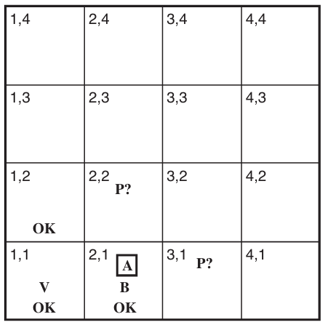 1,4 2,4 3,4 4,4
1,3 2,3 3,3 4,3
1,2 2,2 3,2 4,2
P?
OK
1,1 2,1 A 3,1 P? 4,1
V B
OK OK